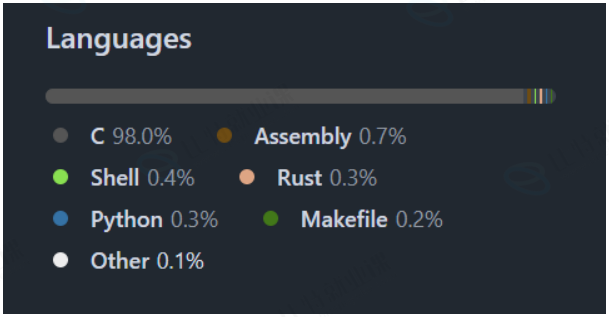 Languages
C 98.0% Assembly 0.7%
Shell 0.4% Rust 0.3%
Python 0.3% Makefile 0.2%
Other 0.1%